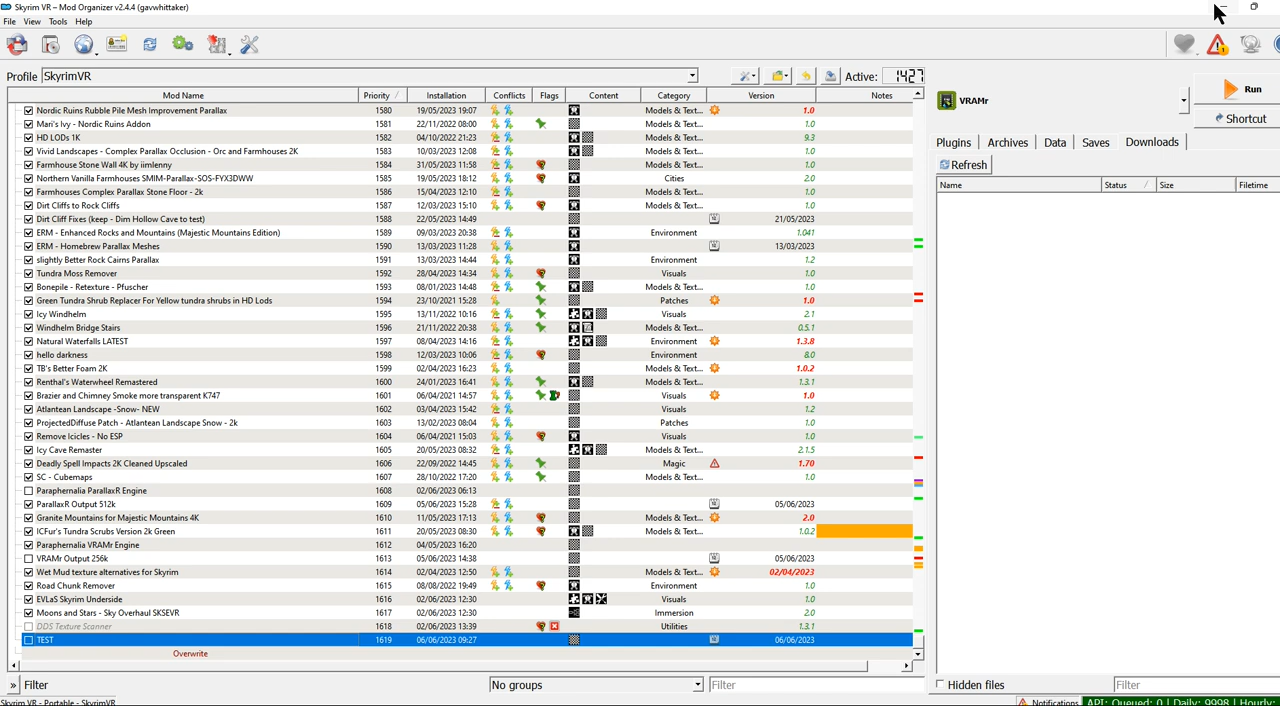 Skyrim VR – Mod Organizer v2.4.4 (gavwhittaker)
File View Tools Help
Profile SkyrimVR Active: 1427
Mod Name Priority Installation Conflicts Flags Content Category Version Notes
Nordic Ruins Rubble Pile Mesh Improvement Parallax 1580 19/05/2023 19:07 Models & Text... 1.0
Mari's Ivy - Nordic Ruins Addon 1581 22/11/2022 08:00 Models & Text... 1.0
HD LODs 1K 1582 04/10/2022 21:23 Models & Text... 9.3
Vivid Landscapes - Complex Parallax Occlusion - Orc and Farmhouses 2K 1583 10/03/2023 12:08 Models & Text... 1.0
Farmhouse Stone Wall 4K by iimlenny 1584 31/05/2023 11:58 Models & Text... 1.0
Northern Vanilla Farmhouses SMIM-Parallax-SOS-FYX3DWW 1585 19/05/2023 18:12 Cities 2.0
Farmhouses Complex Parallax Stone Floor - 2k 1586 15/04/2023 12:10 Models & Text... 1.0
Dirt Cliffs to Rock Cliffs 1587 12/03/2023 15:10 Models & Text... 1.0
Dirt Cliff Fixes (keep - Dim Hollow Cave to test) 1588 22/05/2023 14:49 21/05/2023
ERM - Enhanced Rocks and Mountains (Majestic Mountains Edition) 1589 09/03/2023 20:38 Environment 1.041
ERM - Homebrew Parallax Meshes 1590 13/03/2023 11:28 13/03/2023
slightly Better Rock Cairns Parallax 1591 13/03/2023 14:44 Environment 1.2
Tundra Moss Remover 1592 28/04/2023 14:34 Visuals 1.0
Bonepile - Retexture - Pfuscher 1593 08/01/2023 14:48 Models & Text... 1.0
Green Tundra Shrub Replacer For Yellow tundra shrubs in HD Lods 1594 23/10/2021 15:28 Patches 1.0
Icy Windhelm 1595 13/11/2022 10:16 Visuals 2.1
Windhelm Bridge Stairs 1596 21/11/2022 20:38 Models & Text... 0.5.1
Natural Waterfalls LATEST 1597 08/04/2023 14:16 Environment 1.3.8
hello darkness 1598 12/03/2023 10:06 Environment 8.0
TB's Better Foam 2K 1599 02/04/2023 16:23 Models & Text... 1.0.2
Renthal's Waterwheel Remastered 1600 24/01/2023 16:41 Models & Text... 1.3.1
Brazier and Chimney Smoke more transparent K747 1601 06/04/2021 14:57 Visuals 1.0
Atlantean Landscape -Snow- NEW 1602 03/04/2023 15:42 Visuals 1.2
ProjectedDiffuse Patch - Atlantean Landscape Snow - 2k 1603 13/02/2023 08:04 Patches 1.0
Remove Icicles - No ESP 1604 06/04/2021 15:03 Visuals 1.0
Icy Cave Remaster 1605 20/05/2023 08:32 Models & Text... 2.1.5
Deadly Spell Impacts 2K Cleaned Upscaled 1606 22/09/2022 14:45 Magic 1.70
SC - Cubemaps 1607 28/10/2022 17:20 Models & Text... 1.0
Paraphernalia ParallaxR Engine 1608 02/06/2023 06:13
ParallaxR Output 512k 1609 05/06/2023 15:28 05/06/2023
Granite Mountains for Majestic Mountains 4K 1610 11/05/2023 17:13 Models & Text... 2.0
ICFur's Tundra Scrubs Version 2k Green 1611 20/05/2023 08:30 Models & Text... 1.0.2
Paraphernalia VRAMr Engine 1612 04/05/2023 16:20
VRAMr Output 256k 1613 05/06/2023 14:38 05/06/2023
Wet Mud texture alternatives for Skyrim 1614 02/04/2023 12:50 Models & Text... 02/04/2023
Road Chunk Remover 1615 08/08/2022 19:49 Environment 1.0
EVLaS Skyrim Underside 1616 02/06/2023 12:30 Visuals 1.0
Moons and Stars - Sky Overhaul SKSEVR 1617 02/06/2023 12:30 Immersion 2.0
DDS Texture Scanner 1618 02/06/2023 13:39 Utilities 1.3.1
TEST 1619 06/06/2023 09:27 06/06/2023
Overwrite
» Filter No groups Filter
Skyrim VR - Portable - SkyrimVR
VRAMr Run
Shortcut
Plugins Archives Data Saves Downloads
Refresh
Name Status Size Filetime
Hidden files Filter
Notifications API: Queued: 0 | Daily: 9998 | Hourly: